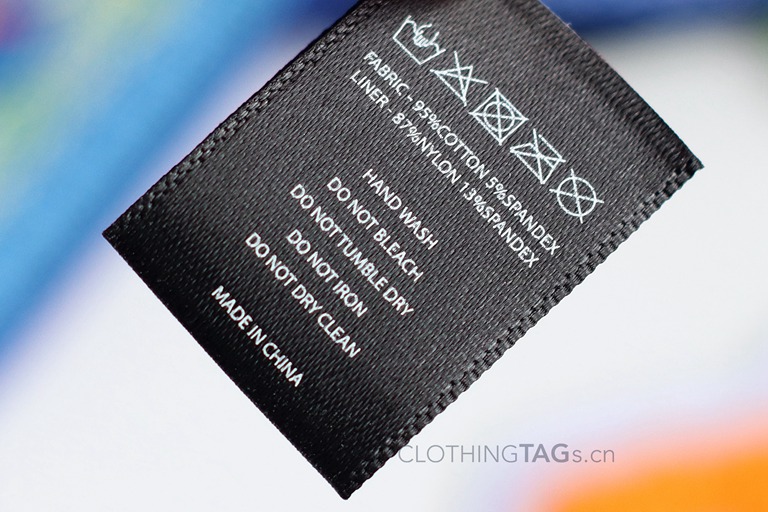 FABRIC - 95%COTTON 5%SPANDEX
LINER - 87%NYLON 13%SPANDEX
HAND WASH
DO NOT BLEACH
DO NOT TUMBLE DRY
DO NOT IRON
DO NOT DRY CLEAN
MADE IN CHINA
CLOTHINGTAGs.cn